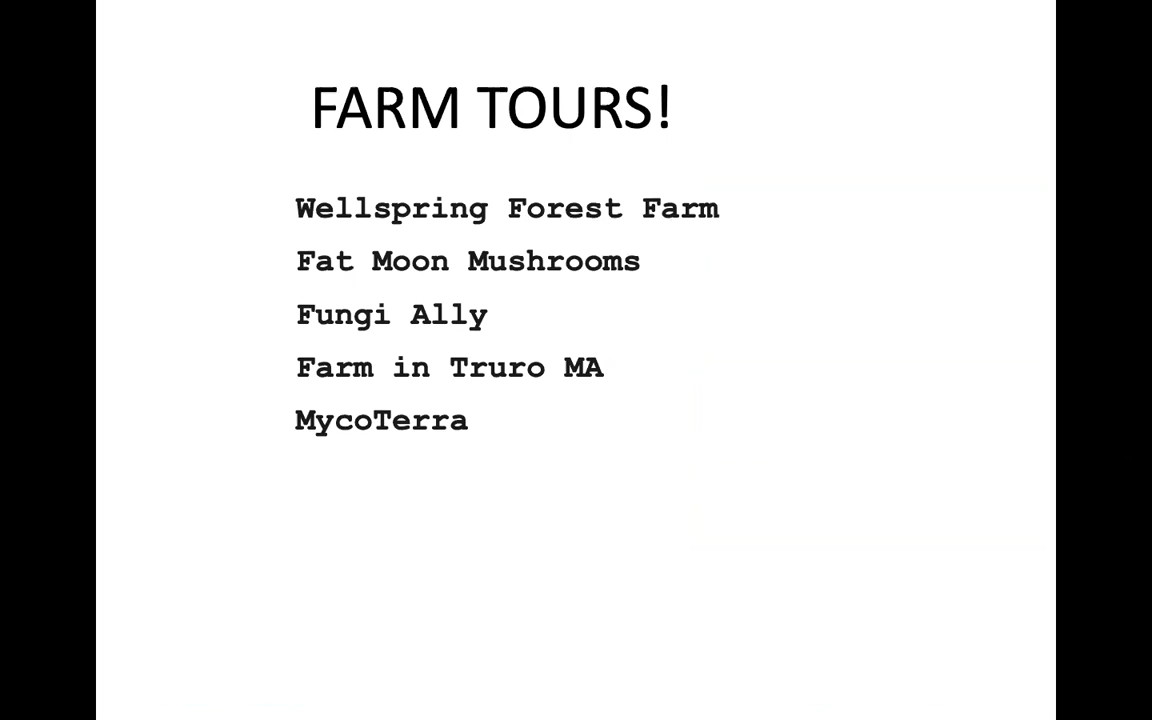 FARM TOURS!
Wellspring Forest Farm
Fat Moon Mushrooms
Fungi Ally
Farm in Truro MA
MycoTerra